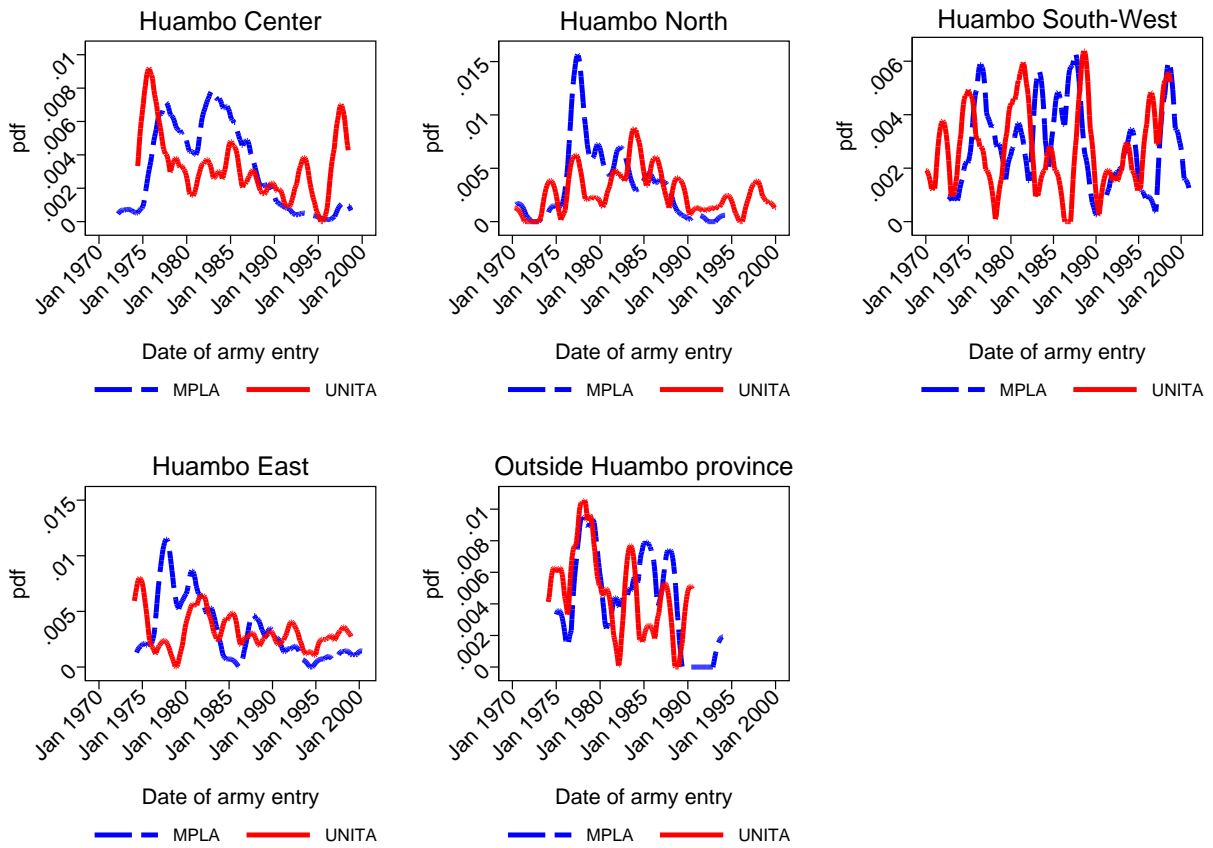 Huambo Center
pdf
0
.002
.004
.006
.008
.01
Jan 1970
Jan 1975
Jan 1980
Jan 1985
Jan 1990
Jan 1995
Jan 2000
Date of army entry
MPLA UNITA
Huambo North
pdf
0
.005
.01
.015
Jan 1970
Jan 1975
Jan 1980
Jan 1985
Jan 1990
Jan 1995
Jan 2000
Date of army entry
MPLA UNITA
Huambo South-West
pdf
0
.002
.004
.006
Jan 1970
Jan 1975
Jan 1980
Jan 1985
Jan 1990
Jan 1995
Jan 2000
Date of army entry
MPLA UNITA
Huambo East
pdf
0
.005
.01
.015
Jan 1970
Jan 1975
Jan 1980
Jan 1985
Jan 1990
Jan 1995
Jan 2000
Date of army entry
MPLA UNITA
Outside Huambo province
pdf
0
.002
.004
.006
.008
.01
Jan 1970
Jan 1975
Jan 1980
Jan 1985
Jan 1990
Jan 1995
Jan 2000
Date of army entry
MPLA UNITA